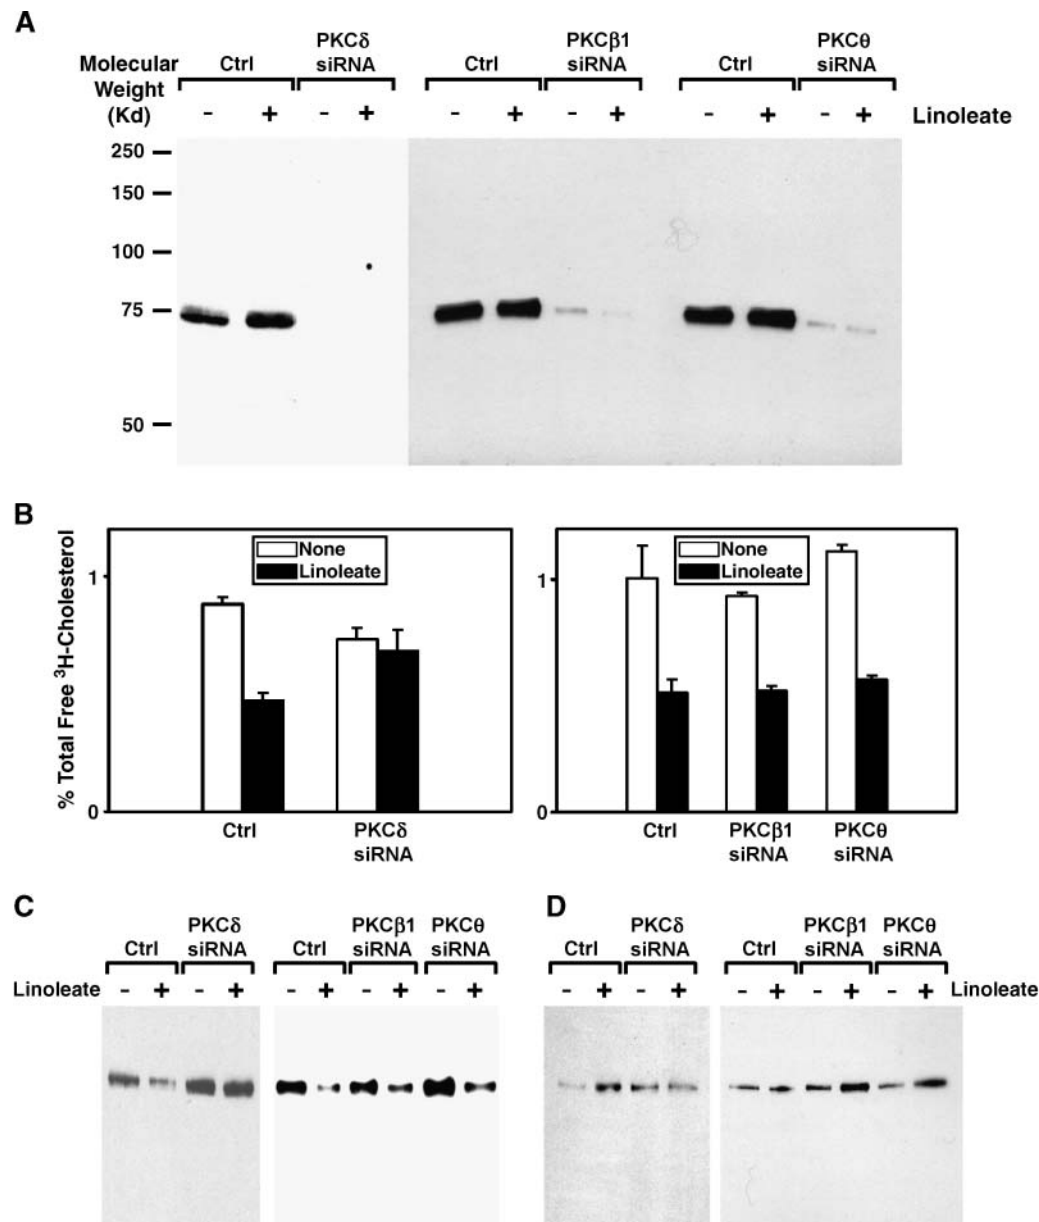 A
Molecular
Weight
(Kd)
Ctrl
PKCδ
siRNA
Ctrl
PKCβ1
siRNA
Ctrl
PKCθ
siRNA
- + - + - + - + - + - + Linoleate
250
150
100
75
50
B
% Total Free ³H-Cholesterol
1
0
None
Linoleate
Ctrl
PKCδ
siRNA
1
0
None
Linoleate
Ctrl
PKCβ1
siRNA
PKCθ
siRNA
C
Ctrl
PKCδ
siRNA
PKCβ1
siRNA
PKCθ
siRNA
Linoleate - + - + - + - + - +
D
Ctrl
PKCδ
siRNA
Ctrl
PKCβ1
siRNA
PKCθ
siRNA
- + - + - + - + - + Linoleate